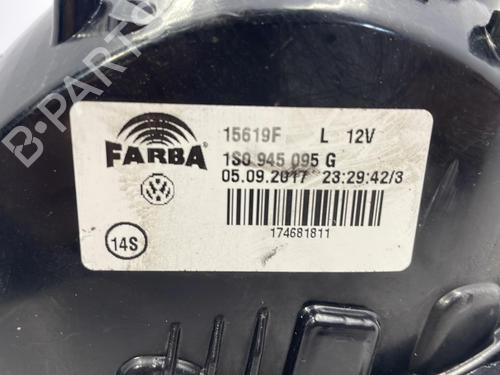 B-PARTS
FARBA
15619F L 12V
1S0 945 095 G
05.09.2017 23:29:42/3
174681811
14S